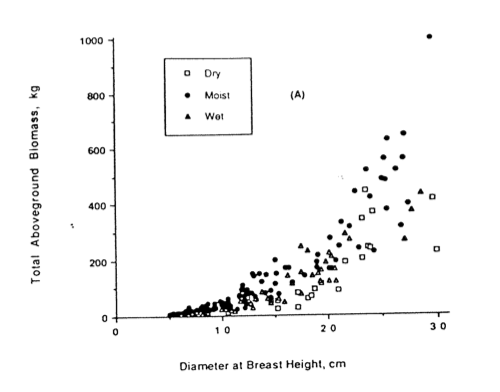 1000
800
600
400
200
0
Total Aboveground Biomass, kg
Dry
Moist
Wet
(A)
0 10 20 30
Diameter at Breast Height, cm